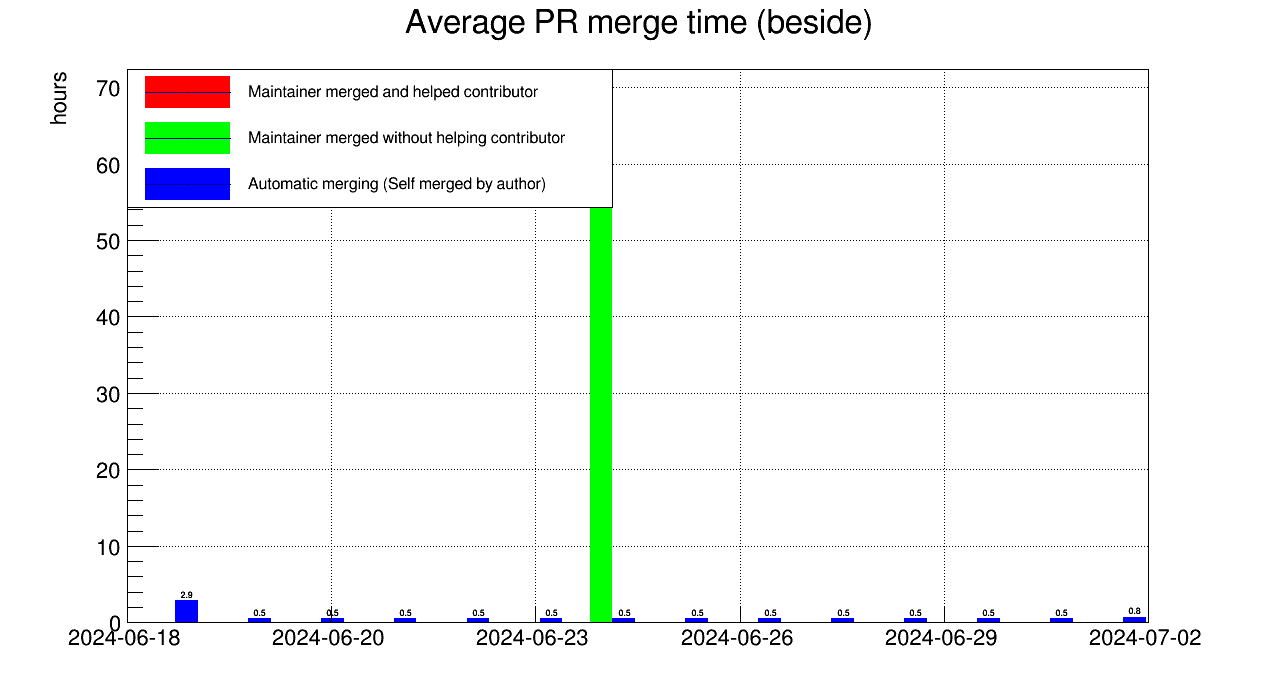 Average PR merge time (beside)
hours
70
60
50
40
30
20
10
0
Maintainer merged and helped contributor
Maintainer merged without helping contributor
Automatic merging (Self merged by author)
2.9 0.5 0.5 0.5 0.5 0.5 0.5 0.5 0.5 0.5 0.5 0.5 0.5 0.8
2024-06-18 2024-06-20 2024-06-23 2024-06-26 2024-06-29 2024-07-02